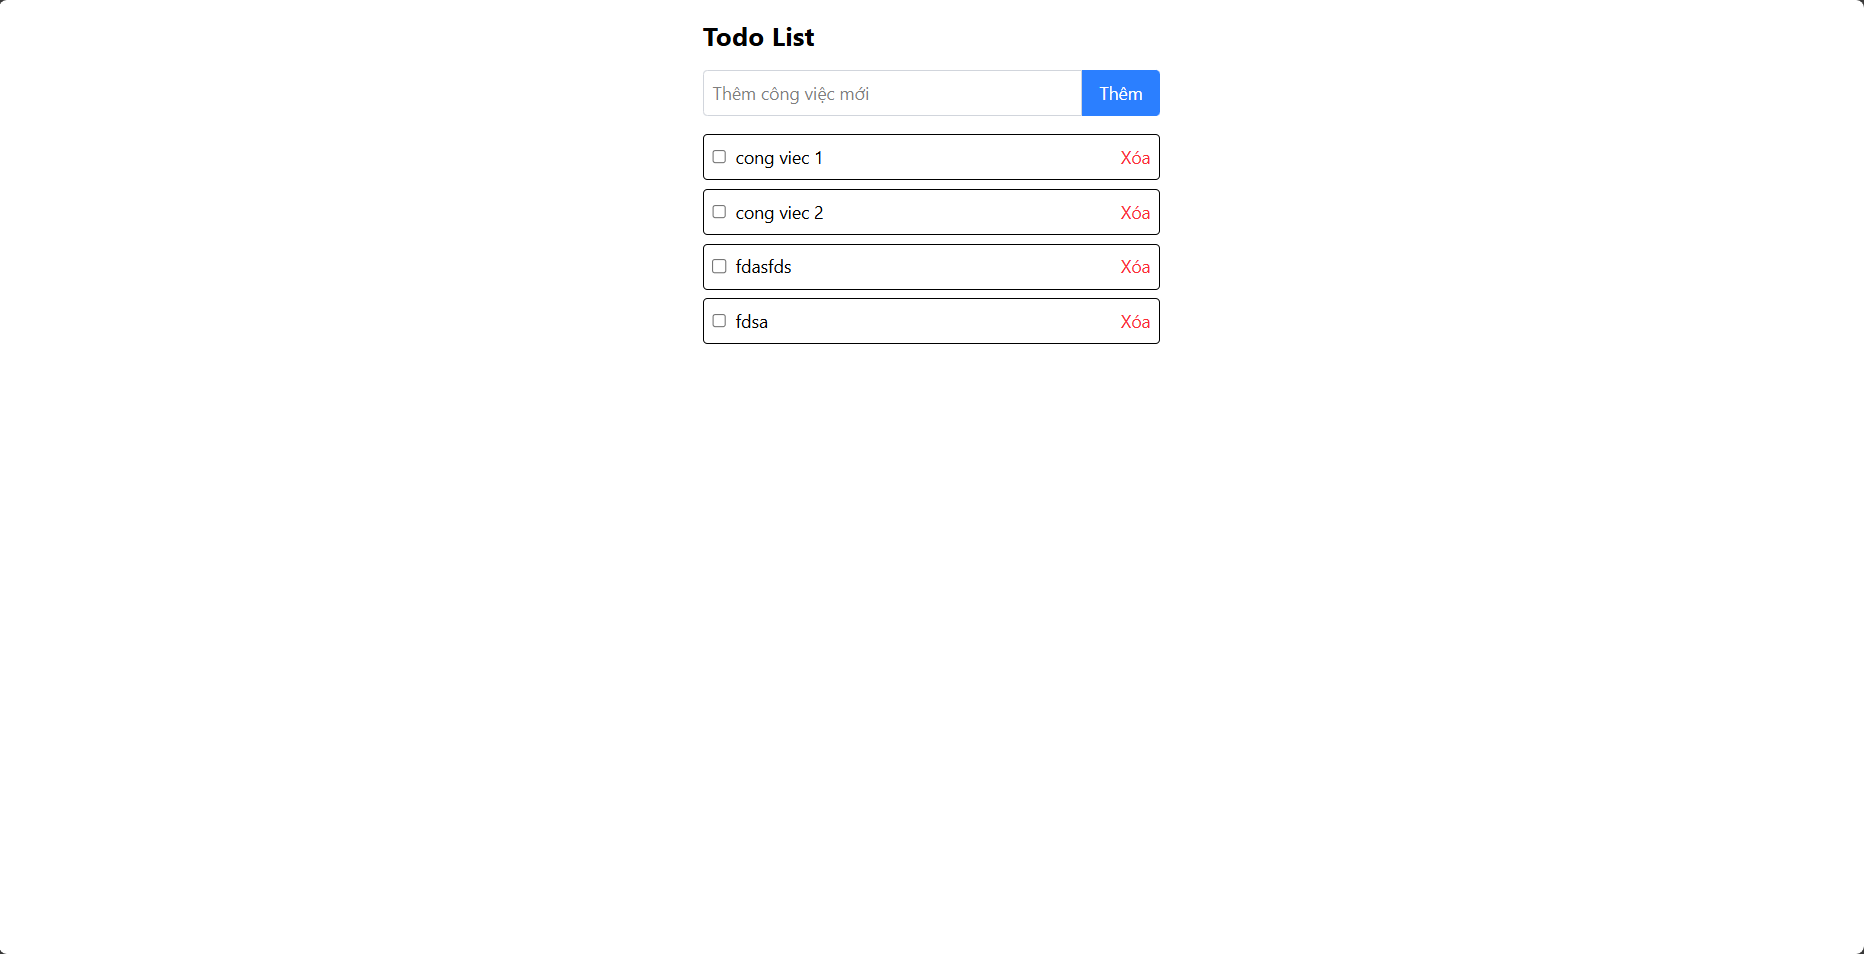 Todo List
Thêm công việc mới
Thêm
cong viec 1
Xóa
cong viec 2
Xóa
fdasfds
Xóa
fdsa
Xóa